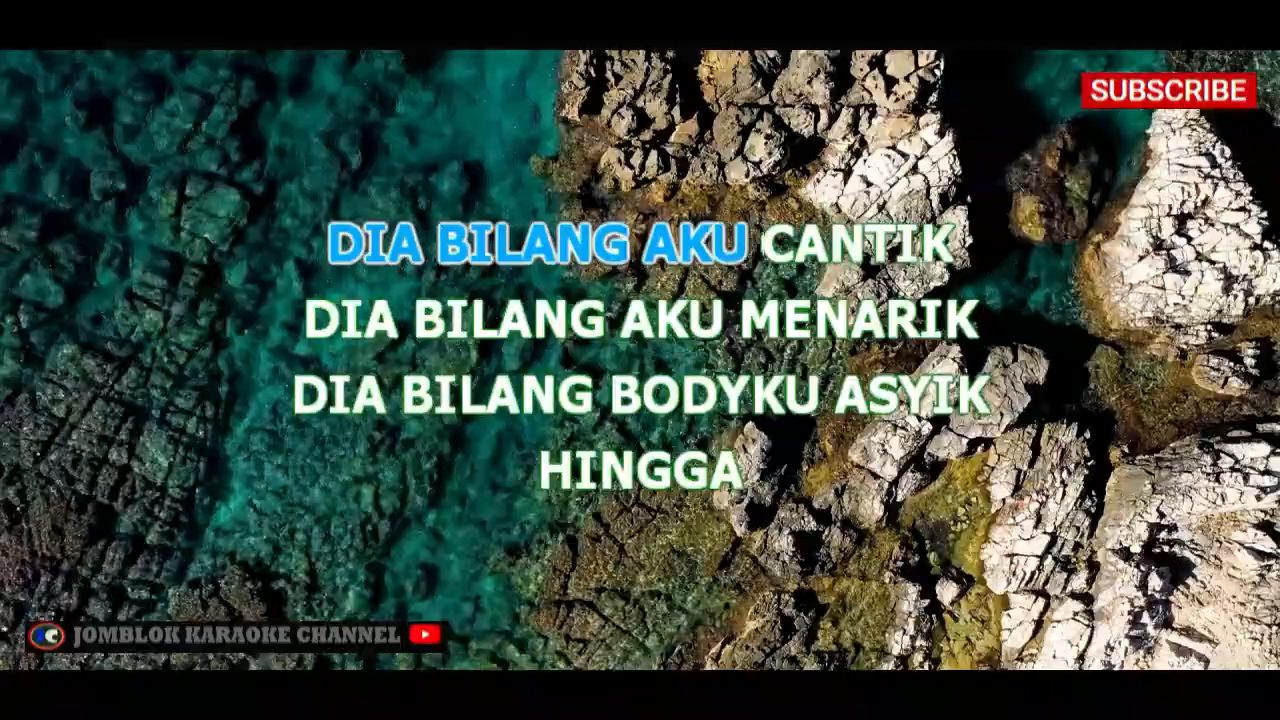 SUBSCRIBE
DIA BILANG AKU CANTIK
DIA BILANG AKU MENARIK
DIA BILANG BODYKU ASYIK
HINGGA
JOMBLOK KARAOKE CHANNEL